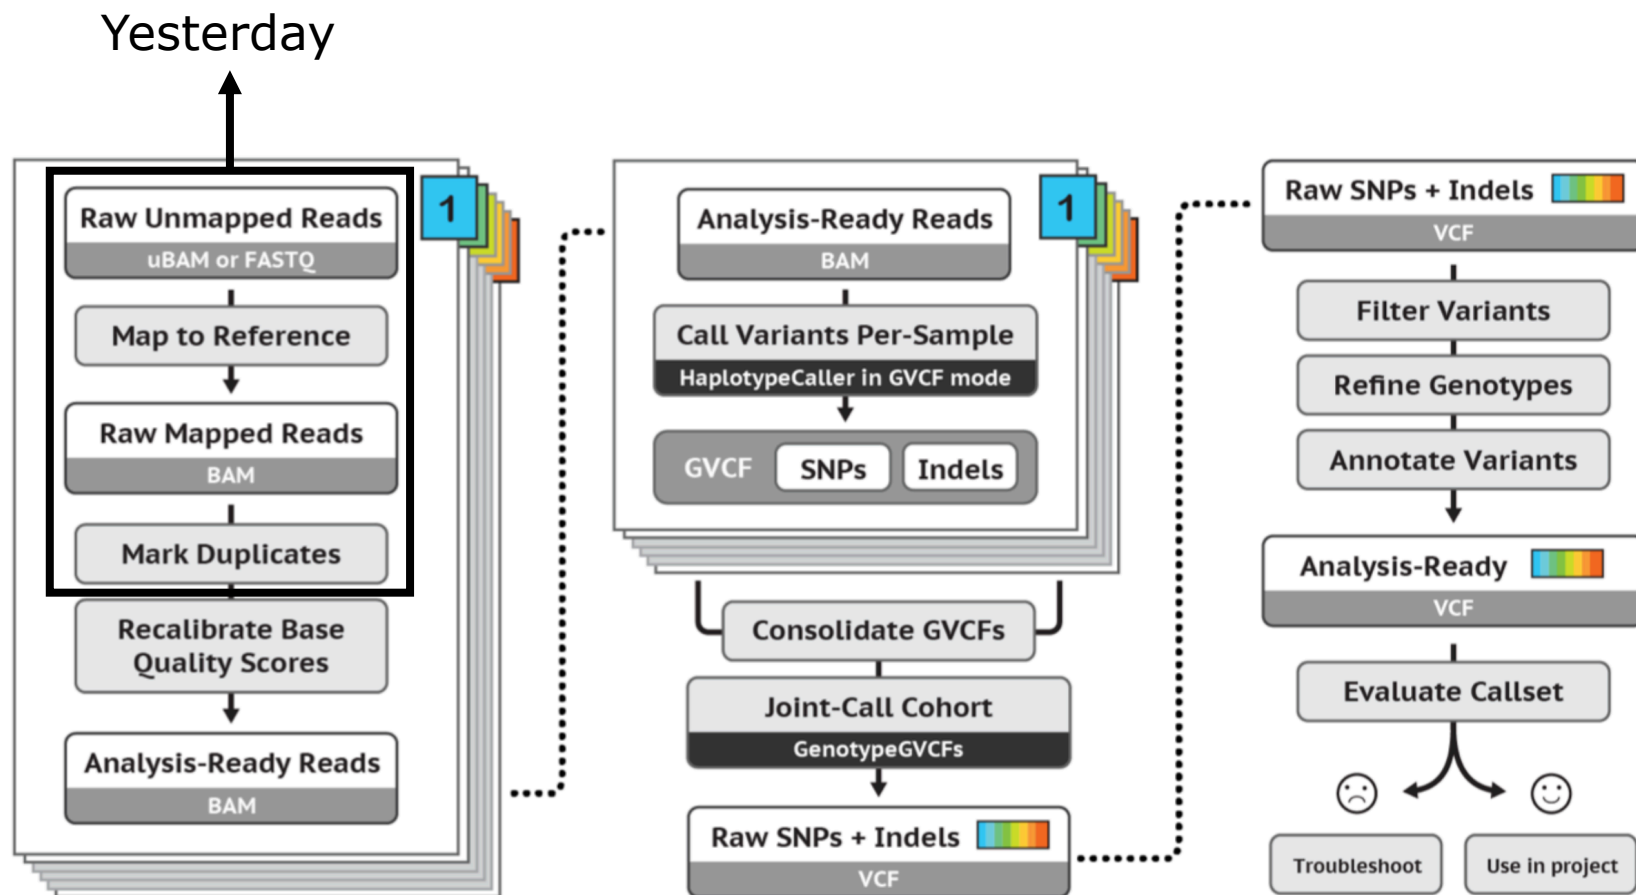 Yesterday
1
Raw Unmapped Reads
uBAM or FASTQ
Map to Reference
Raw Mapped Reads
BAM
Mark Duplicates
Recalibrate Base
Quality Scores
Analysis-Ready Reads
BAM
1
Analysis-Ready Reads
BAM
Call Variants Per-Sample
HaplotypeCaller in GVCF mode
GVCF SNPs Indels
Consolidate GVCFs
Joint-Call Cohort
GenotypeGVCFs
Raw SNPs + Indels
VCF
Raw SNPs + Indels
VCF
Filter Variants
Refine Genotypes
Annotate Variants
Analysis-Ready
VCF
Evaluate Callset
Troubleshoot
Use in project